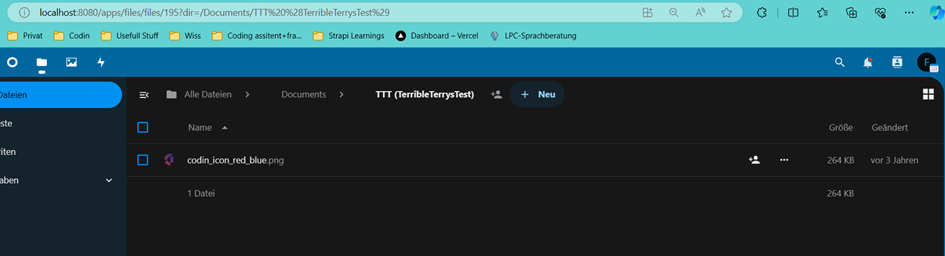 localhost:8080/apps/files/files/195?dir=/Documents/TTT%20%28TerribleTerrysTest%29
Privat Codin Usefull Stuff Wiss Coding assitent+fra... Strapi Learnings Dashboard – Vercel LPC-Sprachberatung
F
Dateien Alle Dateien Documents TTT (TerribleTerrysTest) + Neu
este Name Größe Geändert
riten codin_icon_red_blue.png 264 KB vor 3 Jahren
aben 1 Datei 264 KB